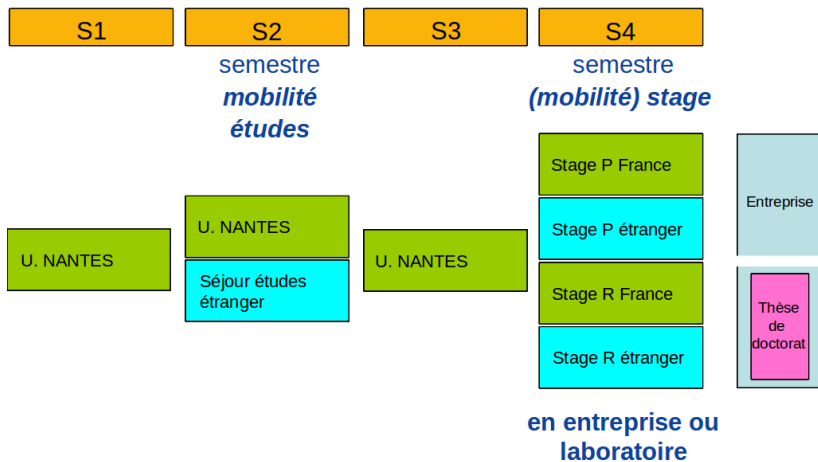 S1
S2
S3
S4
semestre
mobilité
études
semestre
(mobilité) stage
U. NANTES
U. NANTES
Séjour études
étranger
U. NANTES
Stage P France
Stage P étranger
Stage R France
Stage R étranger
Entreprise
Thèse
de
doctorat
en entreprise ou
laboratoire